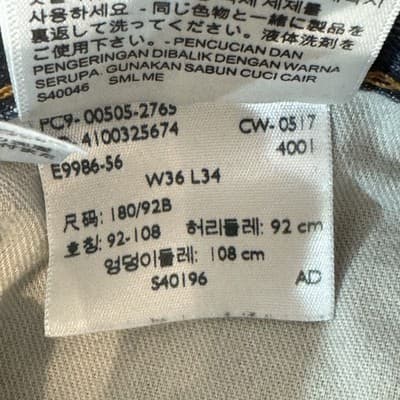 사용하세요. - 同じ色物と一緒に製品を
裏返して洗ってください。液体洗剤を
ご使用下さい。- PENCUCIAN DAN
PENGERINGAN DIBALIK DENGAN WARNA
SERUPA. GUNAKAN SABUN CUCI CAIR
S40046 SML ME
PC9- 00505-2765
4100325674 CW- 0517
E9986-56 4001
W36 L34
尺码: 180/92B
호칭: 92-108 허리둘레: 92 cm
엉덩이둘레: 108 cm
S40196 AD